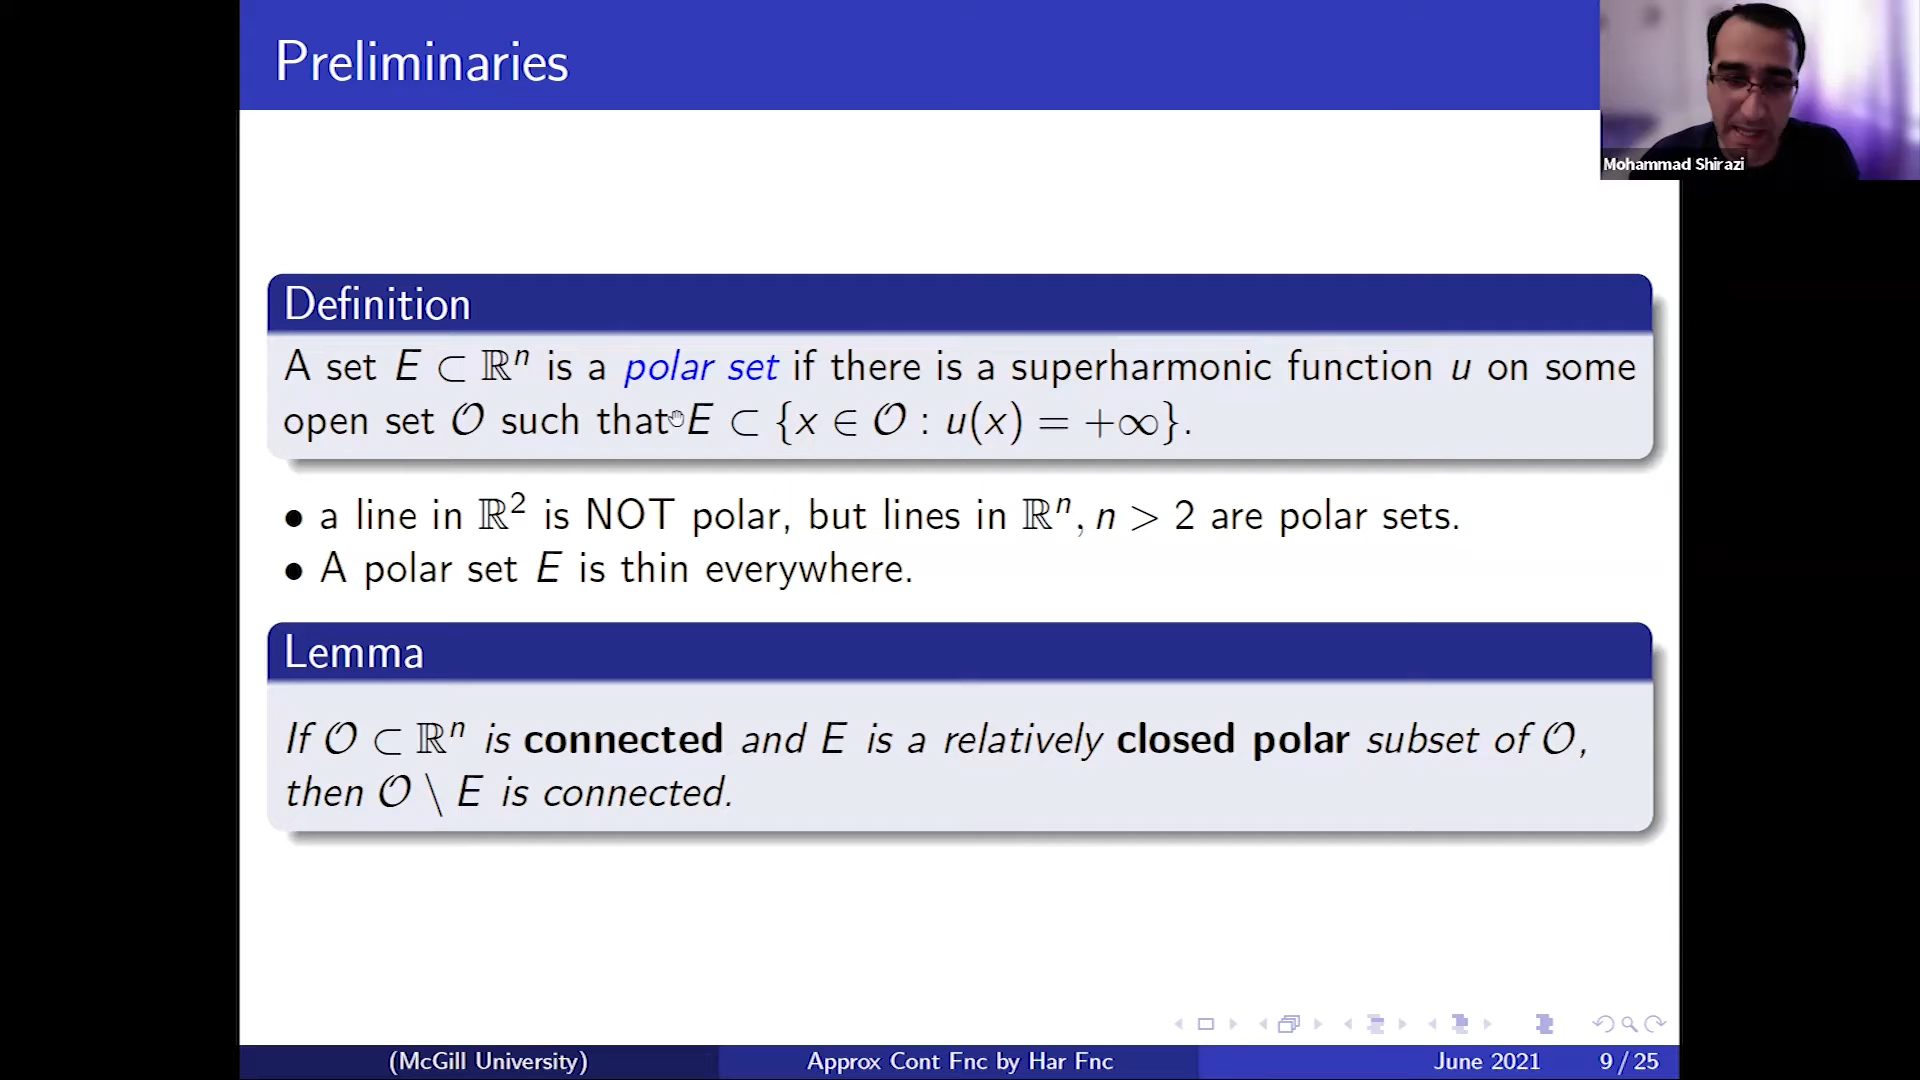 Preliminaries
Mohammad Shirazi
Definition
A set E ⊂ ℝⁿ is a polar set if there is a superharmonic function u on some
open set 𝒪 such that E ⊂ {x ∈ 𝒪 : u(x) = +∞}.
• a line in ℝ² is NOT polar, but lines in ℝⁿ, n > 2 are polar sets.
• A polar set E is thin everywhere.
Lemma
If 𝒪 ⊂ ℝⁿ is connected and E is a relatively closed polar subset of 𝒪,
then 𝒪 \ E is connected.
(McGill University) Approx Cont Fnc by Har Fnc June 2021 9 / 25